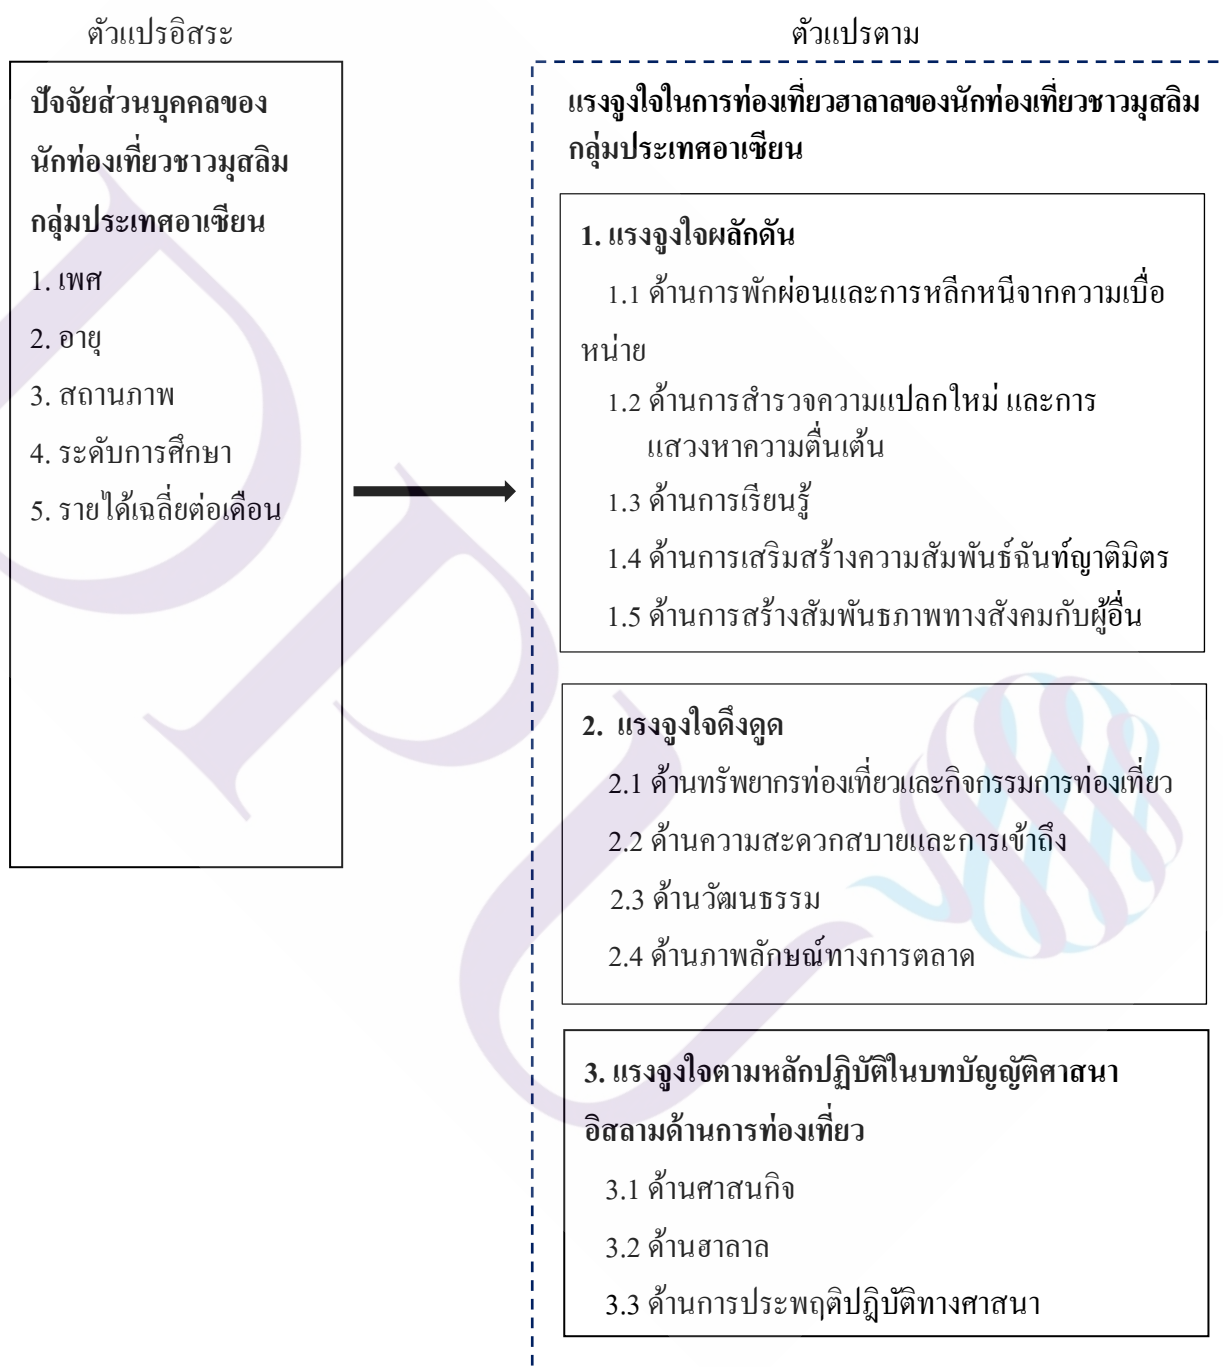 ตัวแปรอิสระ
ปัจจัยส่วนบุคคลของ
นักท่องเที่ยวชาวมุสลิม
กลุ่มประเทศอาเซียน
1. เพศ
2. อายุ
3. สถานภาพ
4. ระดับการศึกษา
5. รายได้เฉลี่ยต่อเดือน
ตัวแปรตาม
แรงจูงใจในการท่องเที่ยวฮาลาลของนักท่องเที่ยวชาวมุสลิม
กลุ่มประเทศอาเซียน
1. แรงจูงใจผลักดัน
1.1 ด้านการพักผ่อนและการหลีกหนีจากความเบื่อ
หน่าย
1.2 ด้านการสำรวจความแปลกใหม่ และการ
แสวงหาความตื่นเต้น
1.3 ด้านการเรียนรู้
1.4 ด้านการเสริมสร้างความสัมพันธ์ฉันท์ญาติมิตร
1.5 ด้านการสร้างสัมพันธภาพทางสังคมกับผู้อื่น
2. แรงจูงใจดึงดูด
2.1 ด้านทรัพยากรท่องเที่ยวและกิจกรรมการท่องเที่ยว
2.2 ด้านความสะดวกสบายและการเข้าถึง
2.3 ด้านวัฒนธรรม
2.4 ด้านภาพลักษณ์ทางการตลาด
3. แรงจูงใจตามหลักปฏิบัติในบทบัญญัติศาสนา
อิสลามด้านการท่องเที่ยว
3.1 ด้านศาสนกิจ
3.2 ด้านฮาลาล
3.3 ด้านการประพฤติปฎิบัติทางศาสนา
DPU